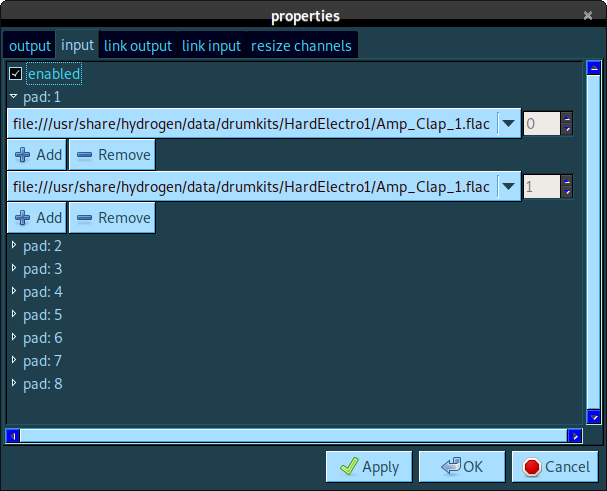 properties
output input link output link input resize channels
enabled
pad: 1
file:///usr/share/hydrogen/data/drumkits/HardElectro1/Amp_Clap_1.flac 0
Add Remove
file:///usr/share/hydrogen/data/drumkits/HardElectro1/Amp_Clap_1.flac 1
Add Remove
pad: 2
pad: 3
pad: 4
pad: 5
pad: 6
pad: 7
pad: 8
Apply OK Cancel